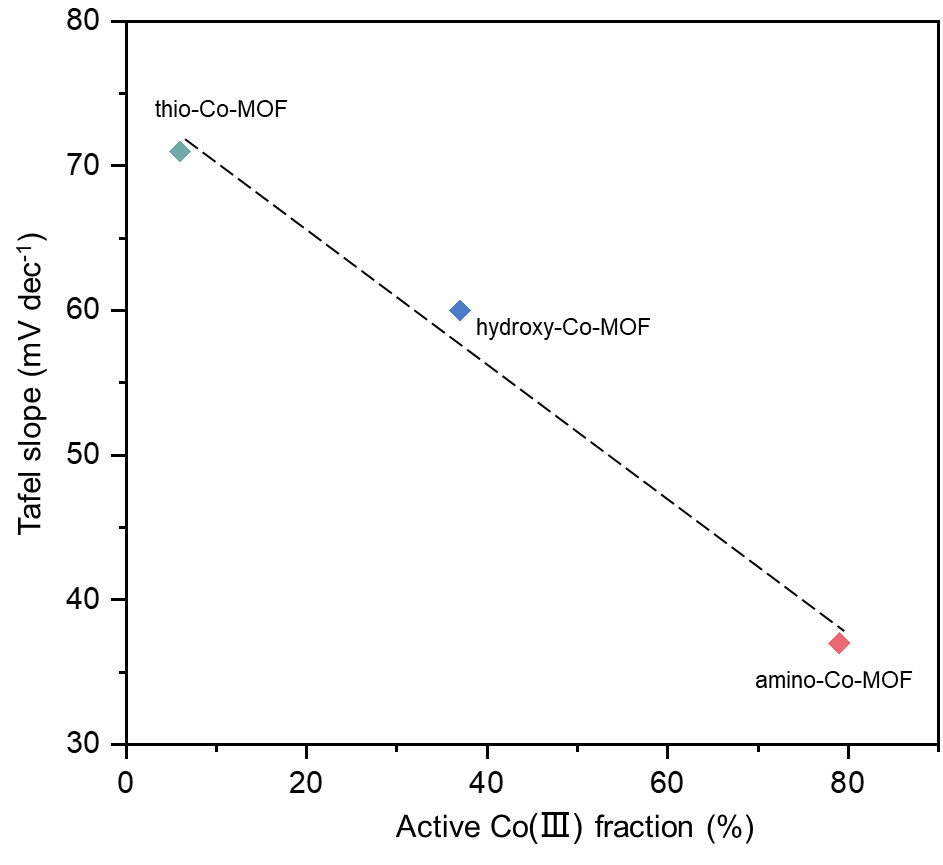 80
70
60
50
40
30
Tafel slope (mV dec⁻¹)
thio-Co-MOF
hydroxy-Co-MOF
amino-Co-MOF
0 20 40 60 80
Active Co(Ⅲ) fraction (%)